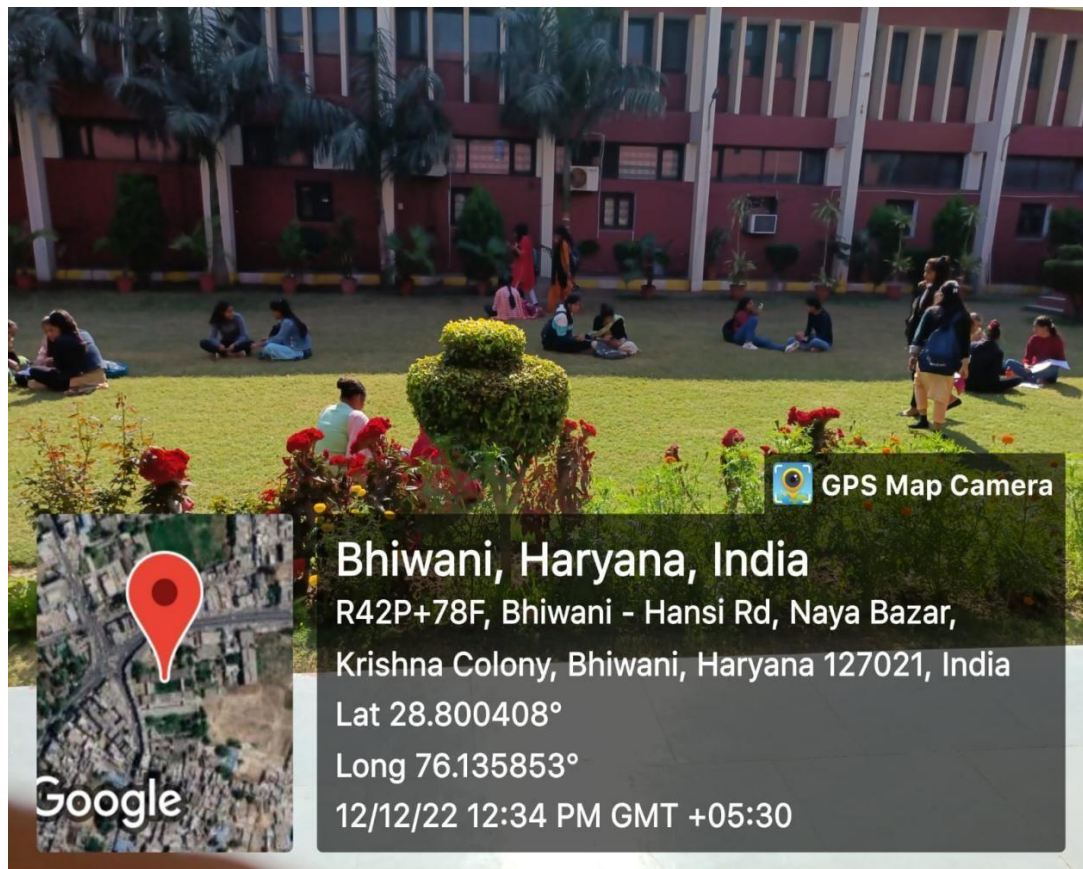 GPS Map Camera
Bhiwani, Haryana, India
R42P+78F, Bhiwani - Hansi Rd, Naya Bazar,
Krishna Colony, Bhiwani, Haryana 127021, India
Lat 28.800408°
Long 76.135853°
12/12/22 12:34 PM GMT +05:30
Google